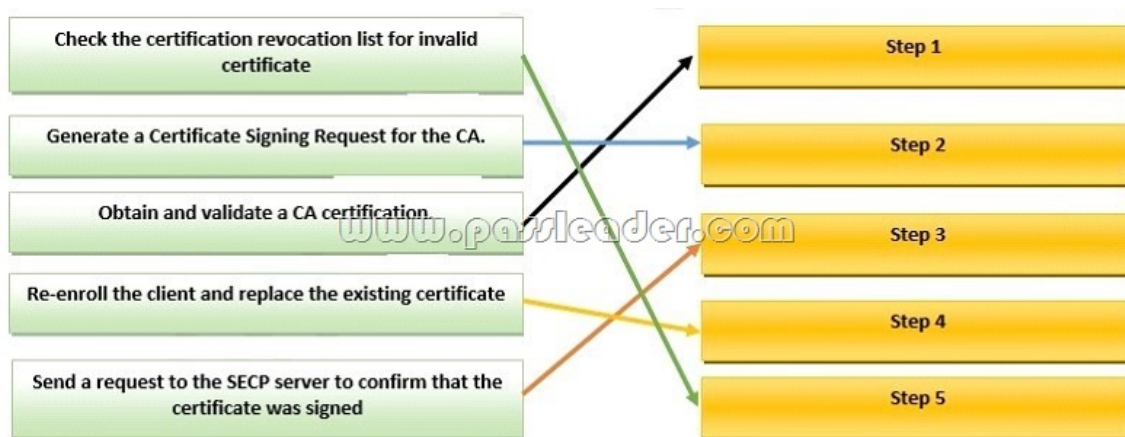 Check the certification revocation list for invalid
certificate
Step 1
Generate a Certificate Signing Request for the CA.
Step 2
Obtain and validate a CA certification.
www.passleader.com
Step 3
Re-enroll the client and replace the existing certificate
Step 4
Send a request to the SECP server to confirm that the
certificate was signed
Step 5